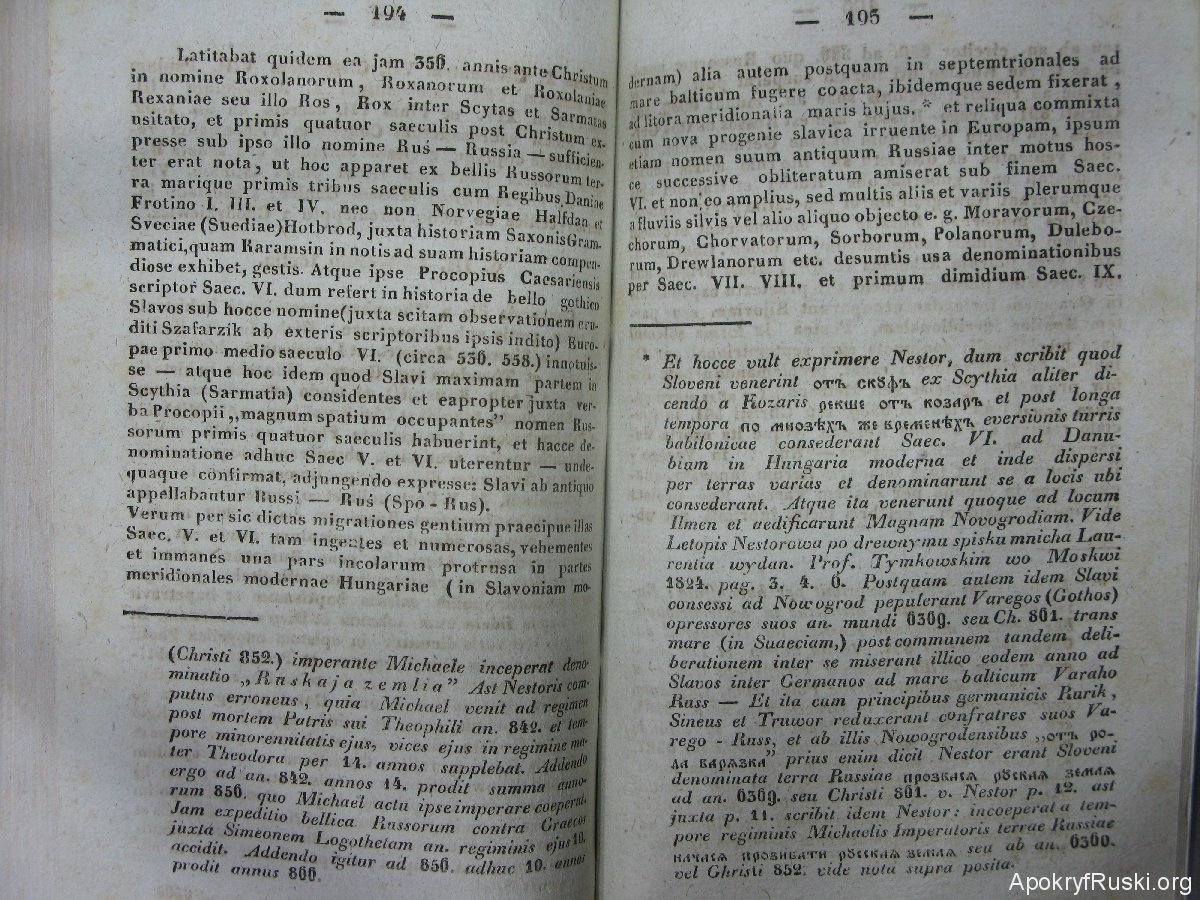 — 194 —
Latitabat quidem ea jam 356. annis ante Christum
in nomine Roxolanorum, Roxanorum et Roxolaniae
Rexaniae seu illo Ros, Rox inter Scytas et Sarmatas
usitato, et primis quatuor saeculis post Christum ex-
presse sub ipso illo nomine Ruś — Russia — sufficien-
ter erat nota, ut hoc apparet ex bellis Russorum ter-
ra marique primis tribus saeculis cum Regibus Daniae
Frotino I. III. et IV. nec non Norvegiae Halfdan et
Sveciae (Suediae) Hotbrod, juxta historiam Saxonis Gram-
matici, quam Karamsin in notis ad suam historiam compen-
diose exhibet, gestis. Atque ipse Procopius Caesariensis
scriptor Saec. VI. dum refert in historia de bello gothico
Slavos sub hocce nomine (juxta scitam observationem eru-
diti Szafarzik ab exteris scriptoribus ipsis indito) Euro-
pae primo medio saeculo VI. (circa 536. 558.) innotuis-
se — atque hoc idem quod Slavi maximam partem in
Scythia (Sarmatia) considentes et eapropter juxta ver-
ba Procopii „magnum spatium occupantes” nomen Rus-
sorum primis quatuor saeculis habuerint, et hacce de-
nominatione adhuc Saec V. et VI. uterentur — unde-
quaque confirmat, adjungendo expresse: Slavi ab antiquo
appellabantur Russi — Ruś (Spo-Rus).
Verum per sic dictas migrationes gentium praecipue illas
Saec. V. et VI. tam ingentes et numerosas, vehementes
et immanes una pars incolarum protrusa in partes
meridionales modernae Hungariae (in Slavoniam mo-
(Christi 852.) imperante Michaele inceperat deno-
minatio „Ruskaja zemlia” Ast Nestoris com-
putus erroneus, quia Michael venit ad regimen
post mortem Patris sui Theophili an. 842. et tem-
pore minorennitatis ejus, vices ejus in regimine ma-
ter Theodora per 14. annos supplebat. Addendo
ergo ad an. 842. annos 14. prodit summa anno-
rum 856. quo Michael actu ipse imperare coeperat.
Jam expeditio bellica Russorum contra Graecos
juxta Simeonem Logothetam an. regiminis ejus 10.
accidit. Addendo igitur ad 856. adhuc 10. annos
prodit annus 866.
— 195 —
dernam) alia autem postquam in septemtrionales ad
mare balticum fugere coacta, ibidemque sedem fixerat,
ad litora meridionalia maris hujus. * et reliqua commixta
cum nova progenie slavica irruente in Europam, ipsum
etiam nomen suum antiquum Russiae inter motus hos-
ce successive obliteratum amiserat sub finem Saec.
VI. et non eo amplius, sed multis aliis et variis plerumque
a fluviis silvis vel alio aliquo objecto e. g. Moravorum, Cze-
chorum, Chorvatorum, Sorborum, Polanorum, Dulebo-
rum, Drewlanorum etc. desumtis usa denominationibus
per Saec. VII. VIII. et primum dimidium Saec. IX.
* Et hocce vult exprimere Nestor, dum scribit quod
Sloveni venerint отъ скѵфъ ex Scythia aliter di-
cendo a Kozaris рекше отъ козаръ et post longa
tempora по мнозѣхъ же временѣхъ eversionis turris
babilonicae consederant Saec. VI. ad Danu-
bium in Hungaria moderna et inde dispersi
per terras varias et denominarunt se a locis ubi
consederant. Atque ita venerunt quoque ad locum
Ilmen et aedificarunt Magnam Novogrodiam. Vide
Letopis Nestorowa po drewnymu spisku mnicha Lau-
rentia wydan. Prof. Tymkowskim wo Moskwi
1824. pag. 3. 4. 6. Postquam autem idem Slavi
consessi ad Nowogrod pepulerant Varegos (Gothos)
opressores suos an. mundi 6369. seu Ch. 861. trans
mare (in Suaeciam,) post communem tandem deli-
berationem inter se miserant illico eodem anno ad
Slavos inter Germanos ad mare balticum Varaho
Russ — Et ita cum principibus germanicis Rurik,
Sineus et Truwor reduxerant confratres suos Va-
rego-Russ, et ab illis Nowogrodensibus „отъ ро-
да варязка” prius enim dicit Nestor erant Sloveni
denominata terra Russiae прозвася рѹская земля
ad an. 6369. seu Christi 861. v. Nestor p. 12. ast
juxta p. 11. scribit idem Nestor: incoeperat a tem-
pore regiminis Michaelis Imperatoris terrae Russiae
начася прозивати рѹсская земля seu ab an. 6360.
vel Christi 852. vide nota supra posita.
ApokryfRuski.org